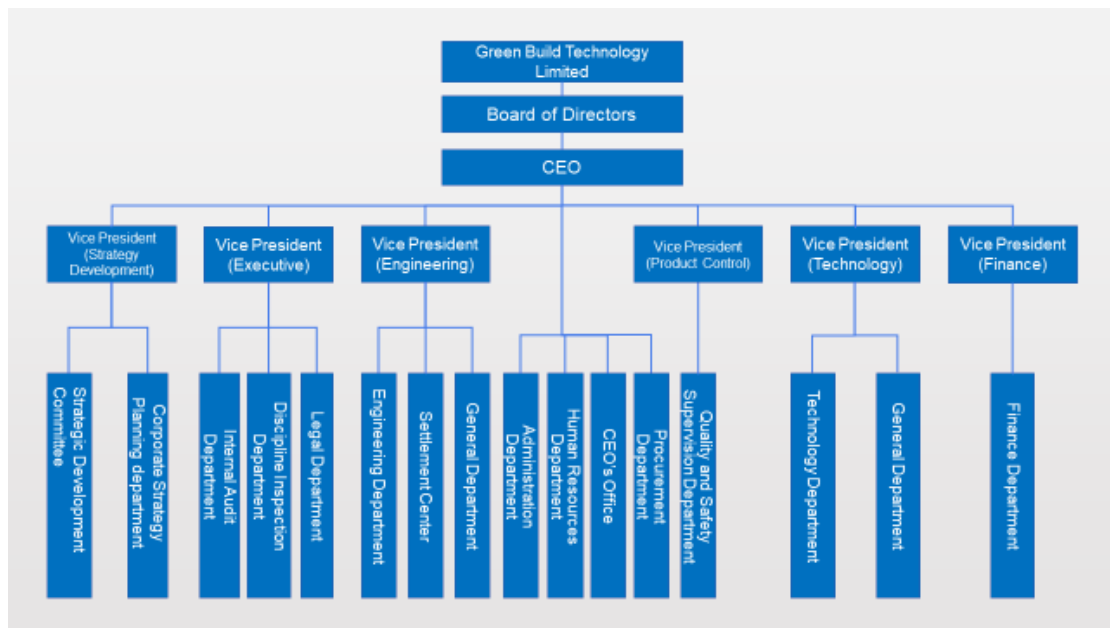 Green Build Technology
Limited
Board of Directors
CEO
Vice President
(Strategy
Development)
Vice President
(Executive)
Vice President
(Engineering)
Vice President
(Product Control)
Vice President
(Technology)
Vice President
(Finance)
Strategic Development
Committee
Corporate Strategy
Planning department
Internal Audit
Department
Discipline Inspection
Department
Legal Department
Engineering Department
Settlement Center
General Department
Administration
Department
Human Resources
Department
CEO's Office
Procurement
Department
Quality and Safety
Supervision Department
Technology Department
General Department
Finance Department